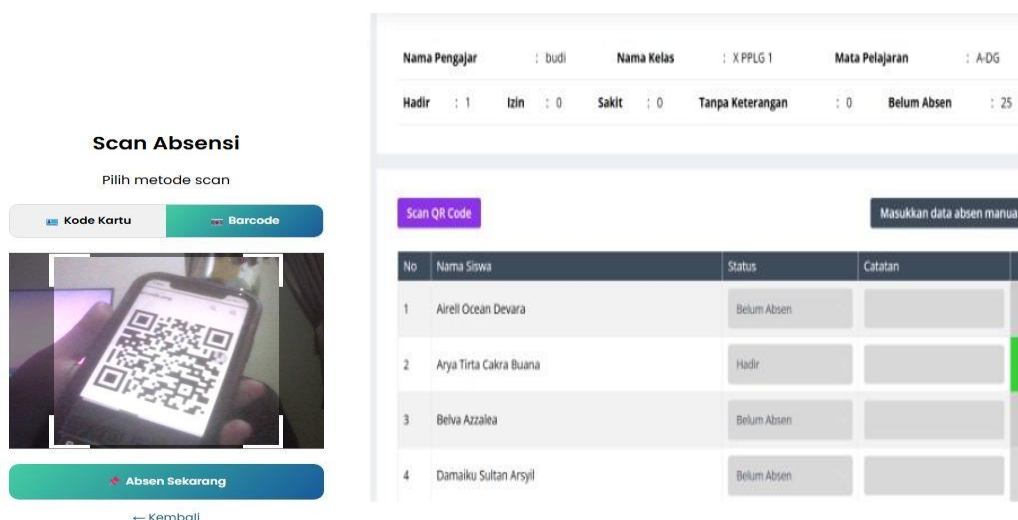 Scan Absensi
Pilih metode scan
Kode Kartu
Barcode
Absen Sekarang
← Kembali
Nama Pengajar : budi Nama Kelas : X PPLG 1 Mata Pelajaran : A-DG
Hadir : 1 Izin : 0 Sakit : 0 Tanpa Keterangan : 0 Belum Absen : 25
Scan QR Code
Masukkan data absen manua
No Nama Siswa Status Catatan
1 Airell Ocean Devara Belum Absen
2 Arya Tirta Cakra Buana Hadir
3 Belva Azzalea Belum Absen
4 Damaiku Sultan Arsyil Belum Absen